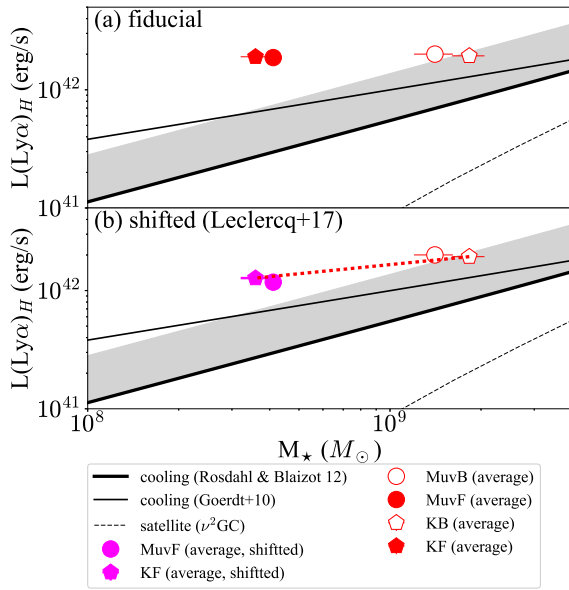 (a) fiducial
L(Lyα)_H (erg/s)
10^42
10^41
(b) shifted (Leclercq+17)
L(Lyα)_H (erg/s)
10^42
10^41
10^8
10^9
M⋆ (M⊙)
cooling (Rosdahl & Blaizot 12)
cooling (Goerdt+10)
satellite (ν²GC)
MuvF (average, shiftted)
KF (average, shiftted)
MuvB (average)
MuvF (average)
KB (average)
KF (average)